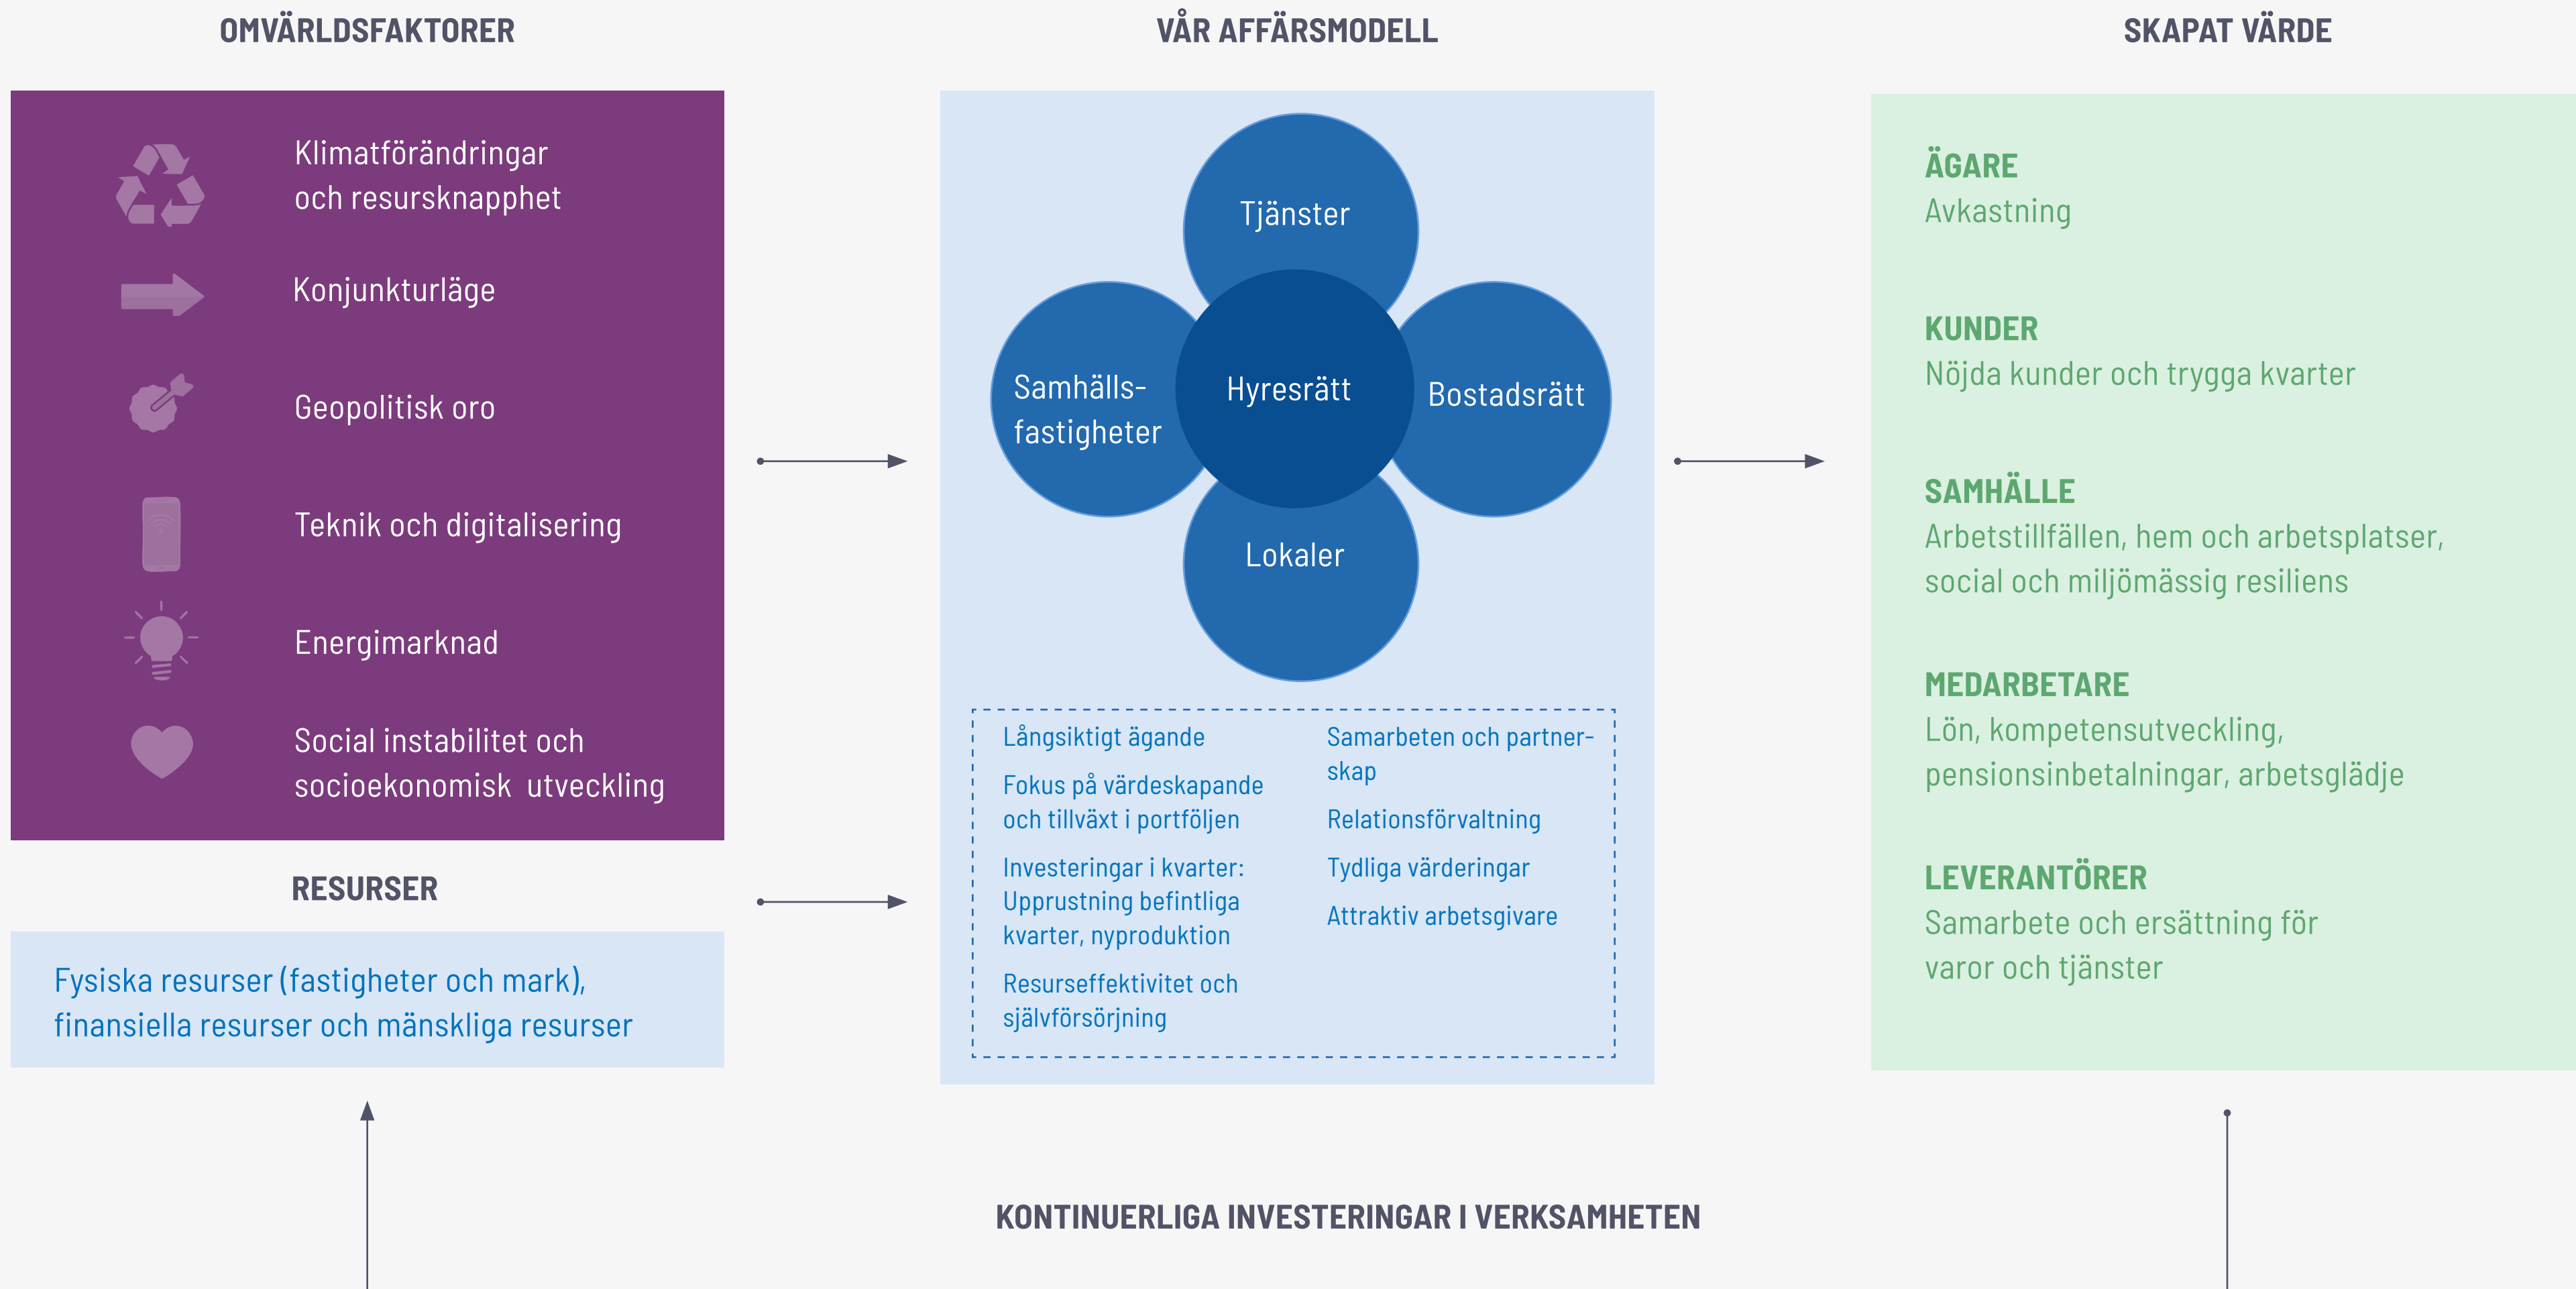 OMVÄRLDSFAKTORER
Klimatförändringar
och resursknapphet
Konjunkturläge
Geopolitisk oro
Teknik och digitalisering
Energimarknad
Social instabilitet och
socioekonomisk  utveckling
RESURSER
Fysiska resurser (fastigheter och mark),
finansiella resurser och mänskliga resurser
VÅR AFFÄRSMODELL
Tjänster
Samhälls-
fastigheter
Hyresrätt
Bostadsrätt
Lokaler
Långsiktigt ägande
Fokus på värdeskapande
och tillväxt i portföljen
Investeringar i kvarter:
Upprustning befintliga
kvarter, nyproduktion
Resurseffektivitet och
självförsörjning
Samarbeten och partner-
skap
Relationsförvaltning
Tydliga värderingar
Attraktiv arbetsgivare
SKAPAT VÄRDE
ÄGARE
Avkastning
KUNDER
Nöjda kunder och trygga kvarter
SAMHÄLLE
Arbetstillfällen, hem och arbetsplatser,
social och miljömässig resiliens
MEDARBETARE
Lön, kompetensutveckling,
pensionsinbetalningar, arbetsglädje
LEVERANTÖRER
Samarbete och ersättning för
varor och tjänster
KONTINUERLIGA INVESTERINGAR I VERKSAMHETEN